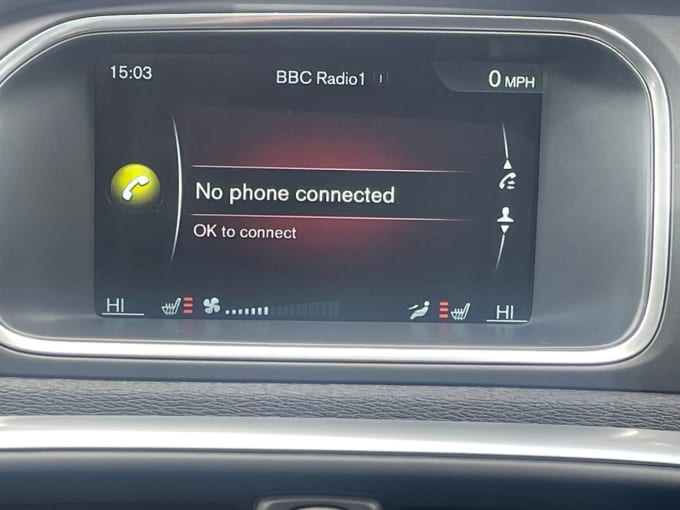 15:03
BBC Radio1
0 MPH
No phone connected
OK to connect
HI
HI